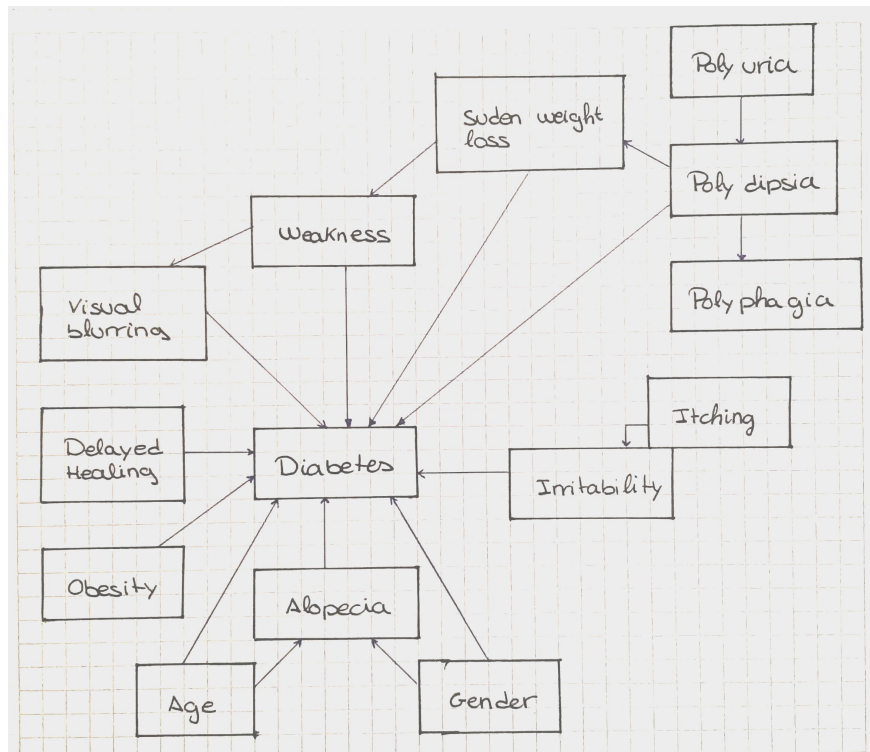 Poly uria
Suden weight
loss
Poly dipsia
Weakness
Visual
blurring
Poly phagia
Itching
Delayed
Healing
Diabetes
Irritability
Obesity
Alopecia
Age
Gender